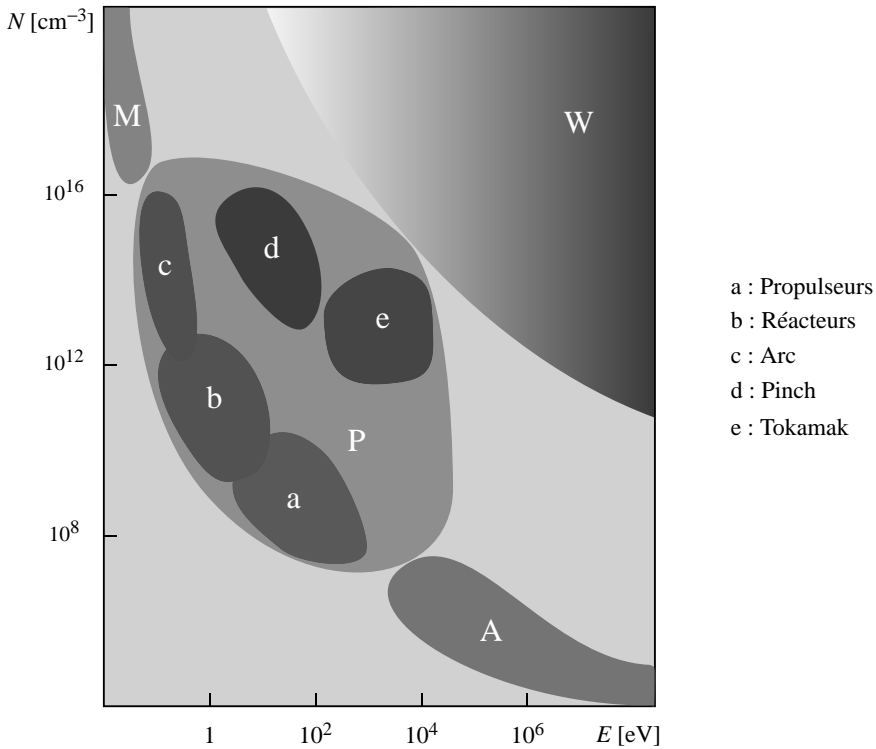 N [cm⁻³]
M
W
10¹⁶
d
c
e
10¹²
b
P
a
10⁸
A
1
10²
10⁴
10⁶
E [eV]
a : Propulseurs
b : Réacteurs
c : Arc
d : Pinch
e : Tokamak